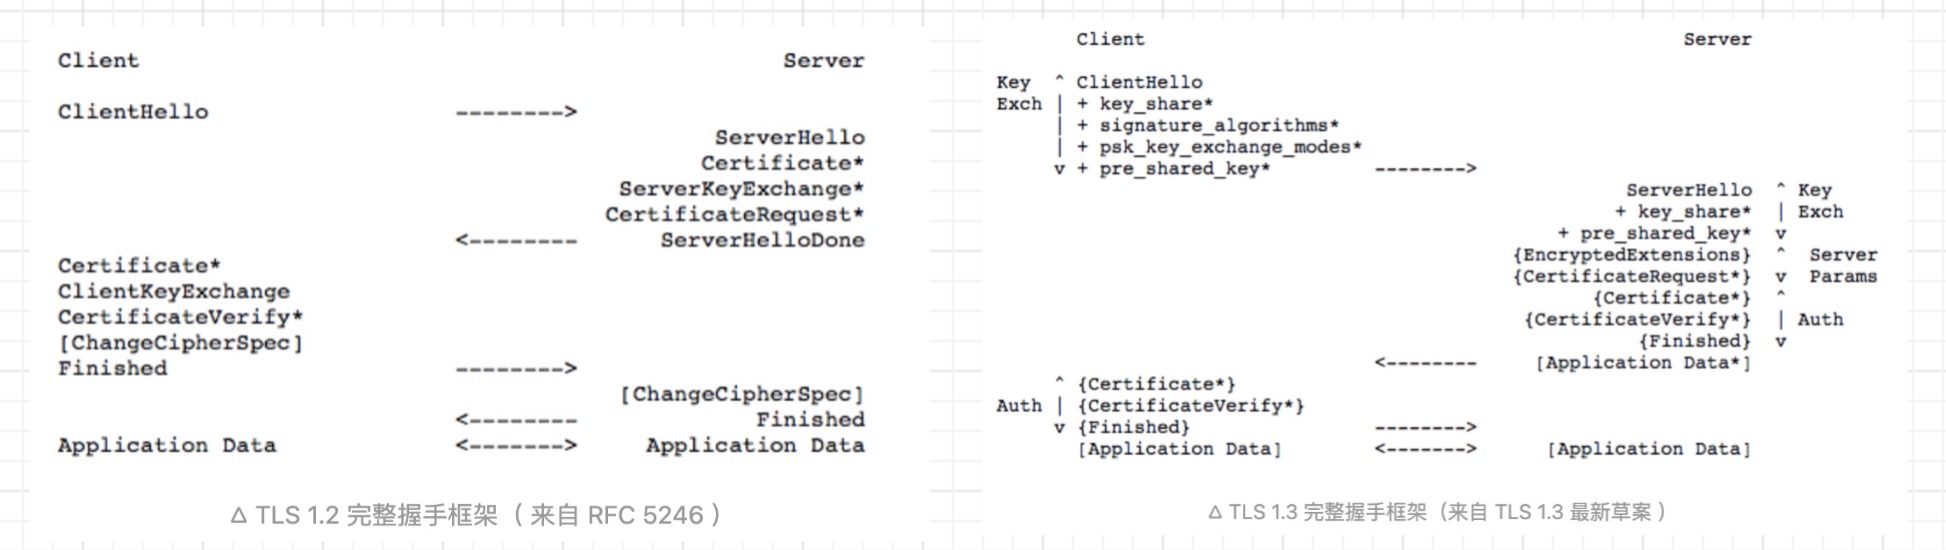 Client Server
ClientHello -------->
ServerHello
Certificate*
ServerKeyExchange*
CertificateRequest*
<-------- ServerHelloDone
Certificate*
ClientKeyExchange
CertificateVerify*
[ChangeCipherSpec]
Finished -------->
[ChangeCipherSpec]
<-------- Finished
Application Data <-------> Application Data
△ TLS 1.2 完整握手框架（ 来自 RFC 5246 ）
Client Server
Key ^ ClientHello
Exch | + key_share*
| + signature_algorithms*
| + psk_key_exchange_modes*
v + pre_shared_key* -------->
ServerHello ^ Key
+ key_share* | Exch
+ pre_shared_key* v
{EncryptedExtensions} ^ Server
{CertificateRequest*} v Params
{Certificate*} ^
{CertificateVerify*} | Auth
{Finished} v
<-------- [Application Data*]
^ {Certificate*}
Auth | {CertificateVerify*}
v {Finished} -------->
[Application Data] <-------> [Application Data]
△ TLS 1.3 完整握手框架（来自 TLS 1.3 最新草案 ）